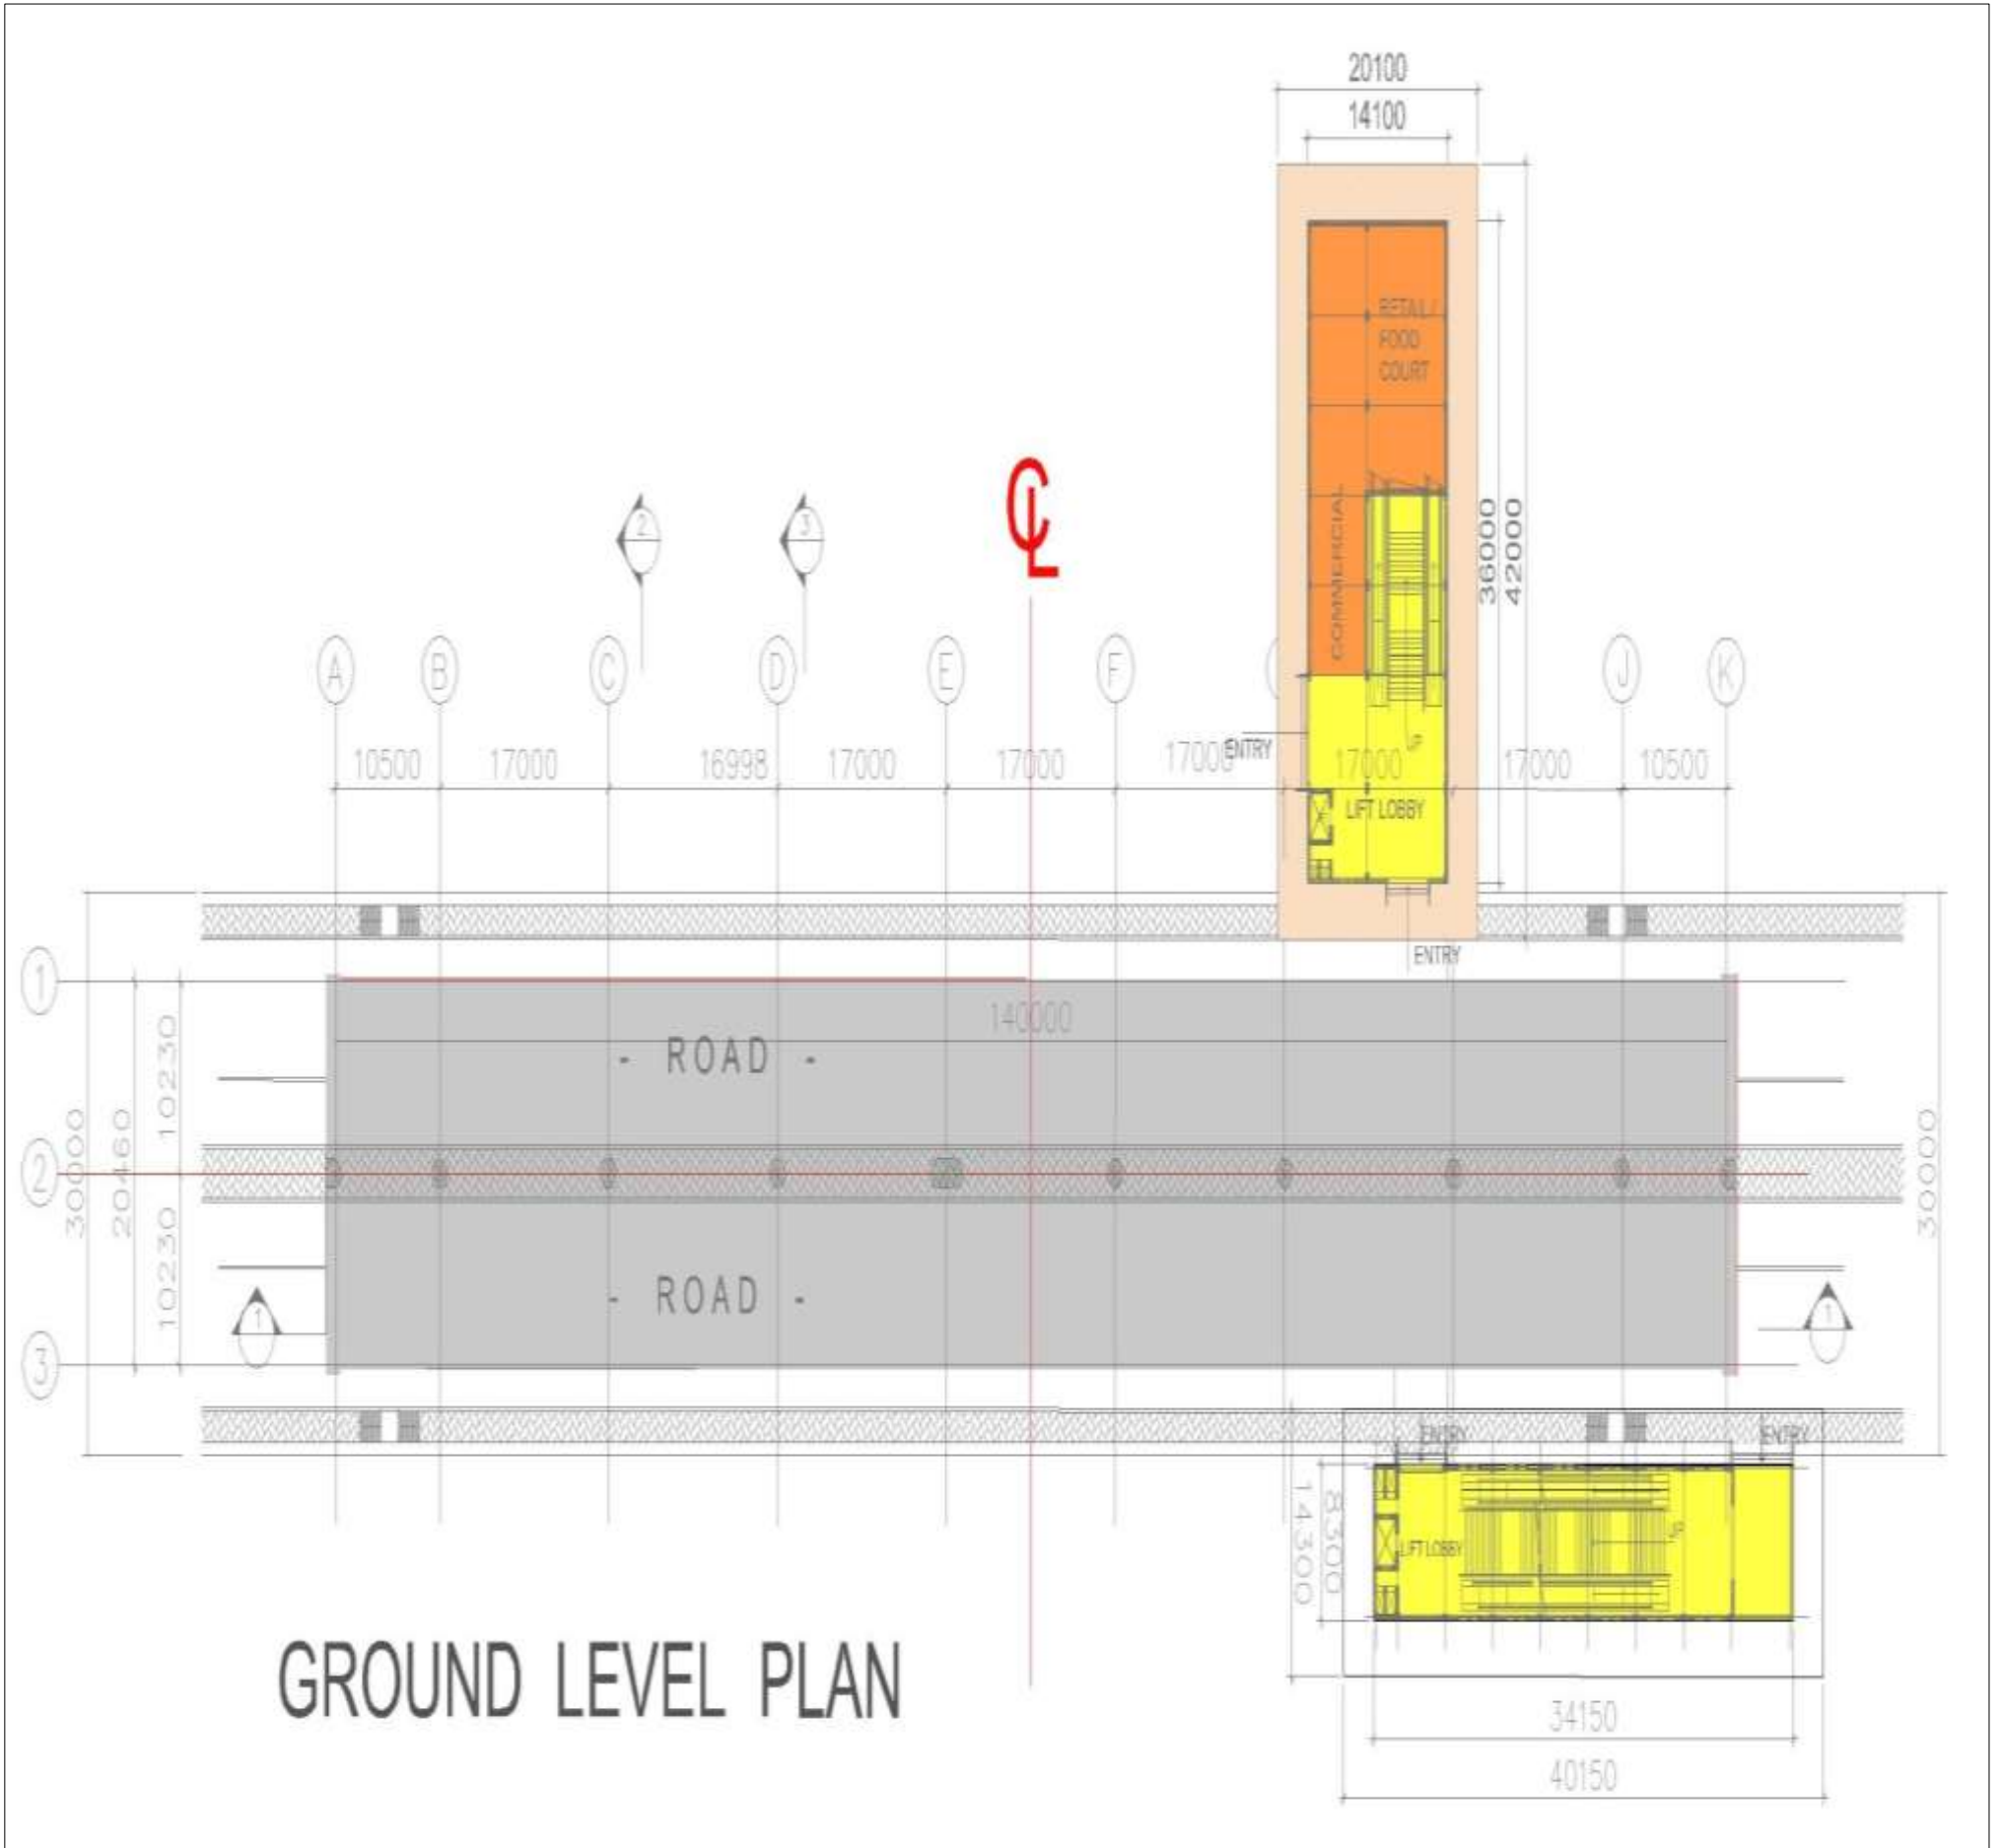 20100
14100
RETAIL /
FOOD
COURT
COMMERCIAL
36000
42000
2
3
CL
A
B
C
D
E
F
J
K
10500
17000
16998
17000
17000
17000
17000
17000
10500
ENTRY
UP
LIFT LOBBY
ENTRY
1
2
3
30000
20460
10230
10230
140000
- ROAD -
- ROAD -
30000
1
1
ENTRY
ENTRY
LIFT LOBBY
UP
14300
8300
34150
40150
GROUND LEVEL PLAN